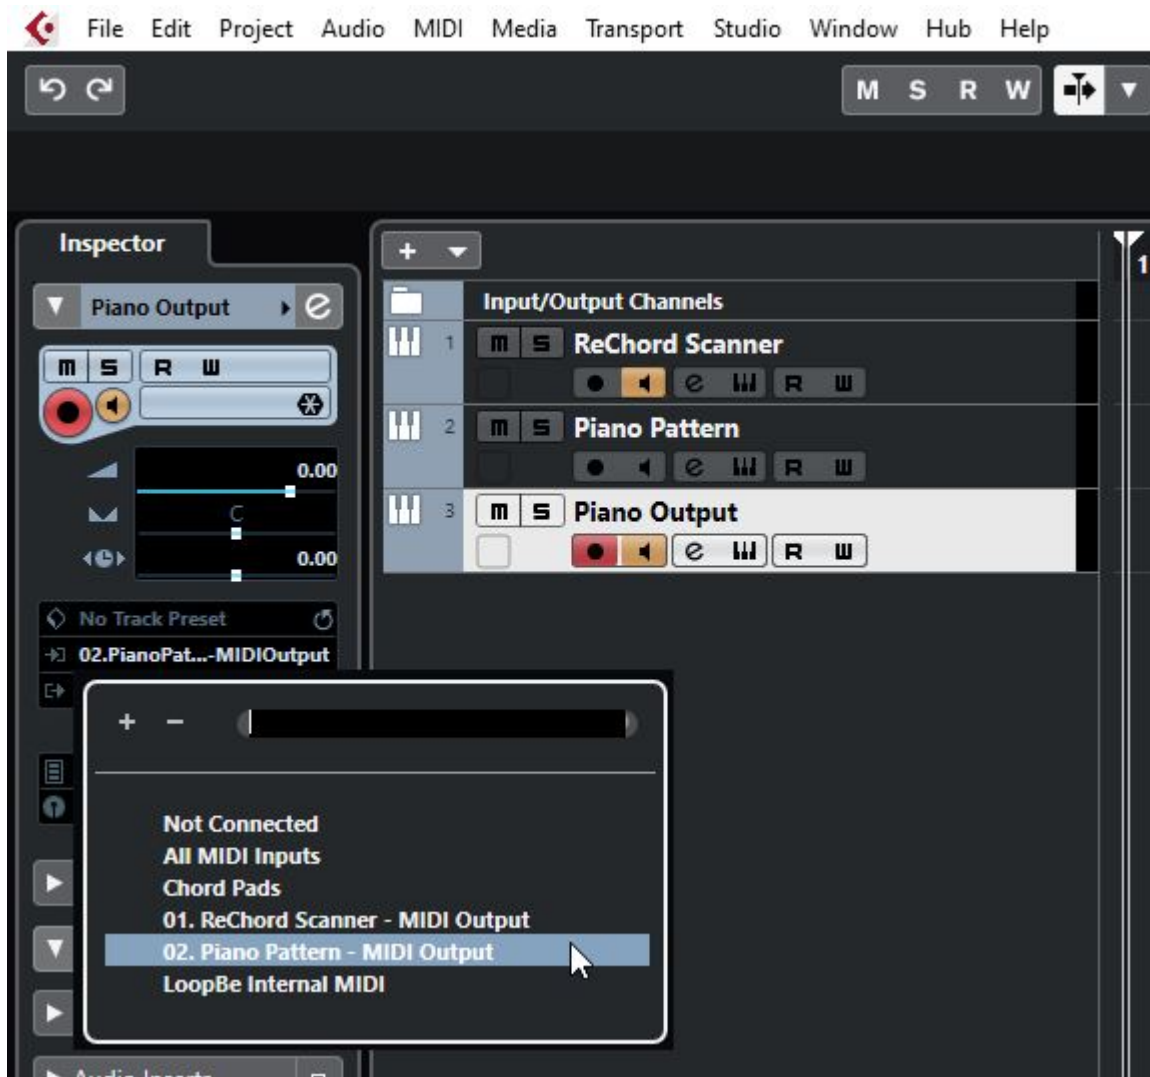 File Edit Project Audio MIDI Media Transport Studio Window Hub Help
M S R W
Inspector
1
Piano Output e
Input/Output Channels
m S R W
1 m S ReChord Scanner
e R W
2 m S Piano Pattern
e R W
0.00
C
3 m S Piano Output
e R W
0.00
No Track Preset
02.PianoPat...-MIDIOutput
+ −
Not Connected
All MIDI Inputs
Chord Pads
01. ReChord Scanner - MIDI Output
02. Piano Pattern - MIDI Output
LoopBe Internal MIDI